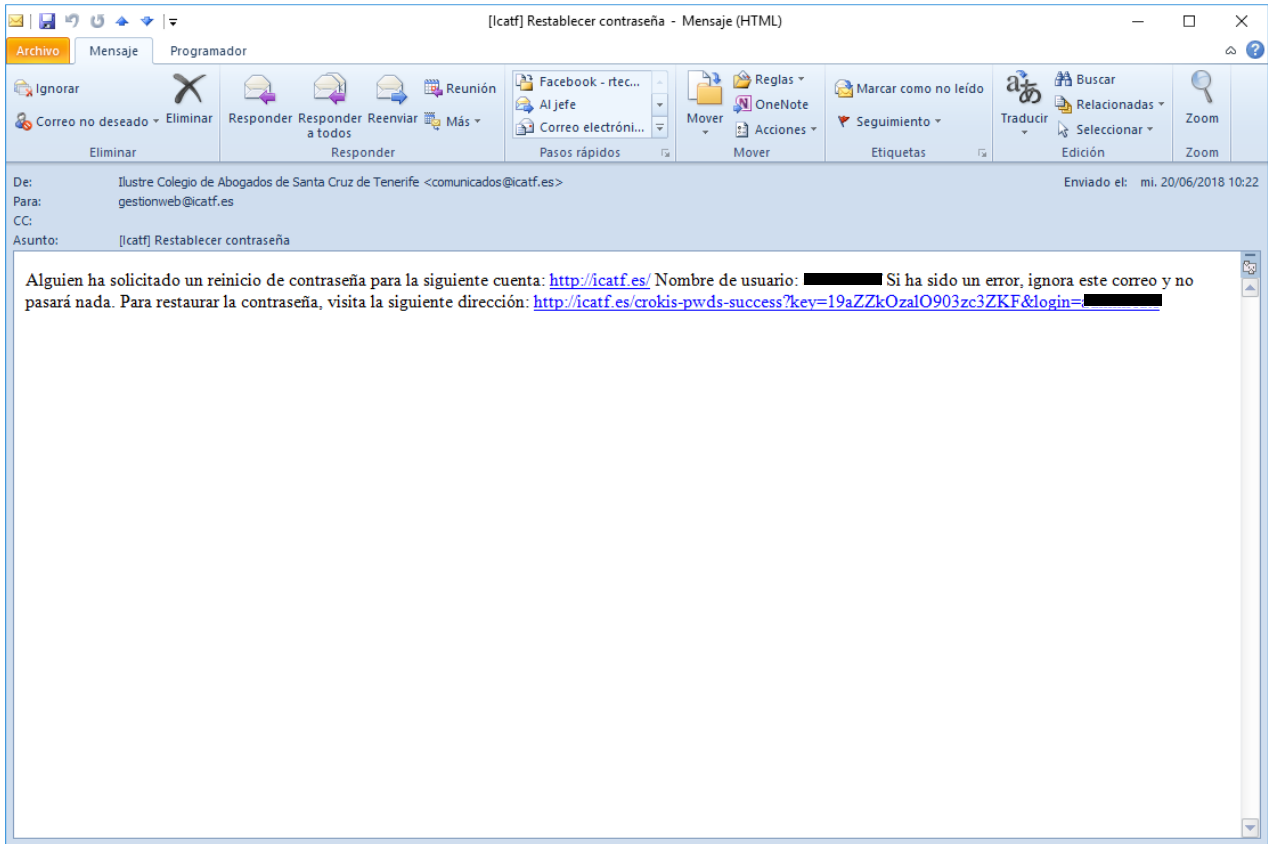 [Icatf] Restablecer contraseña - Mensaje (HTML)
Archivo Mensaje Programador
Ignorar
Correo no deseado
Eliminar
Eliminar
Responder Responder a todos Reenviar
Reunión
Más
Responder
Facebook - rtec...
Al jefe
Correo electróni...
Pasos rápidos
Mover
Reglas
OneNote
Acciones
Mover
Marcar como no leído
Seguimiento
Etiquetas
Traducir
Buscar
Relacionadas
Seleccionar
Edición
Zoom
Zoom
De: Ilustre Colegio de Abogados de Santa Cruz de Tenerife <comunicados@icatf.es> Enviado el: mi. 20/06/2018 10:22
Para: gestionweb@icatf.es
CC:
Asunto: [Icatf] Restablecer contraseña
Alguien ha solicitado un reinicio de contraseña para la siguiente cuenta: http://icatf.es/ Nombre de usuario: Si ha sido un error, ignora este correo y no
pasará nada. Para restaurar la contraseña, visita la siguiente dirección: http://icatf.es/crokis-pwds-success?key=19aZZkOzalO903zc3ZKF&login=